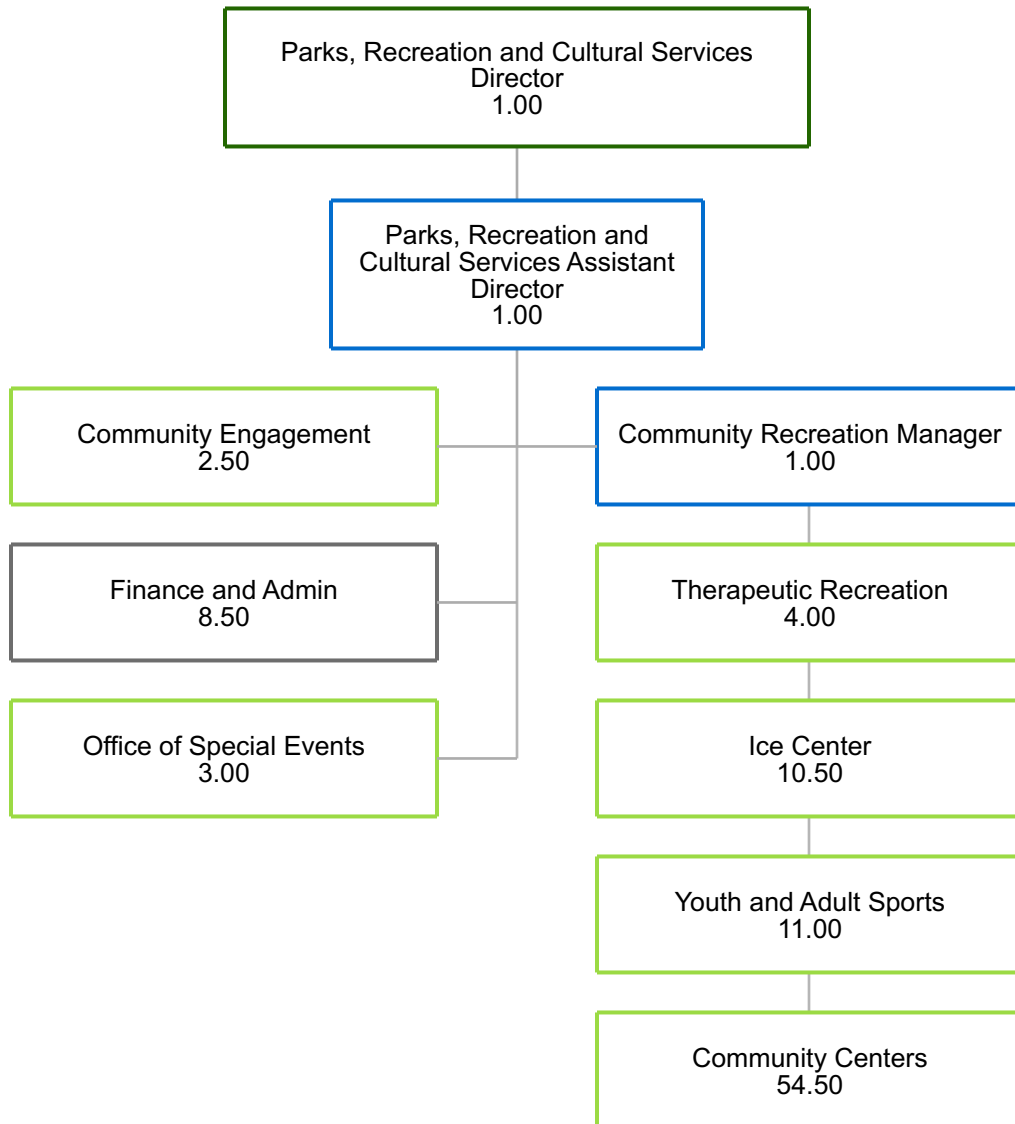 Parks, Recreation and Cultural Services
Director
1.00
Parks, Recreation and
Cultural Services Assistant
Director
1.00
Community Engagement
2.50
Community Recreation Manager
1.00
Finance and Admin
8.50
Therapeutic Recreation
4.00
Office of Special Events
3.00
Ice Center
10.50
Youth and Adult Sports
11.00
Community Centers
54.50